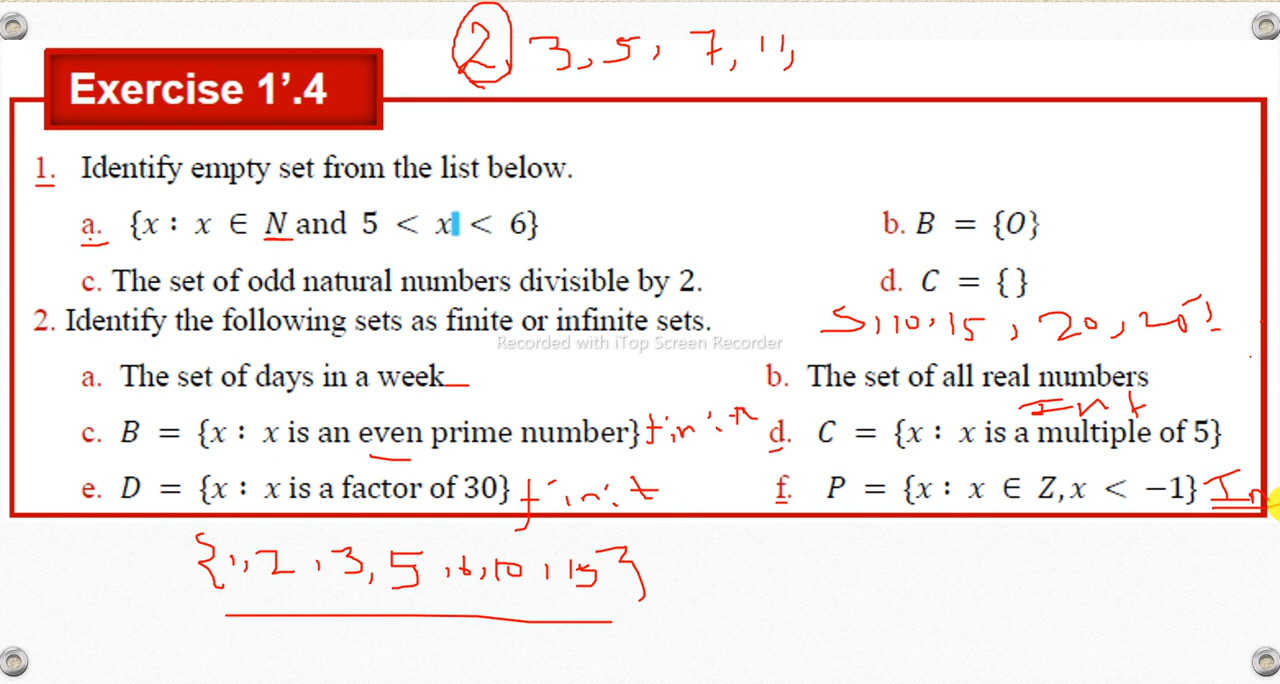 2, 3, 5, 7, 11,
Exercise 1’.4
1. Identify empty set from the list below.
a. {x : x ∈ N and 5 < x < 6} b. B = {O}
c. The set of odd natural numbers divisible by 2. d. C = {}
2. Identify the following sets as finite or infinite sets.
5, 10, 15, 20, 25
Recorded with iTop Screen Recorder
a. The set of days in a week b. The set of all real numbers
Inf
c. B = {x : x is an even prime number} d. C = {x : x is a multiple of 5}
e. D = {x : x is a factor of 30} finit f. P = {x : x ∈ Z, x < −1} In
{1, 2, 3, 5, 6, 10, 15}